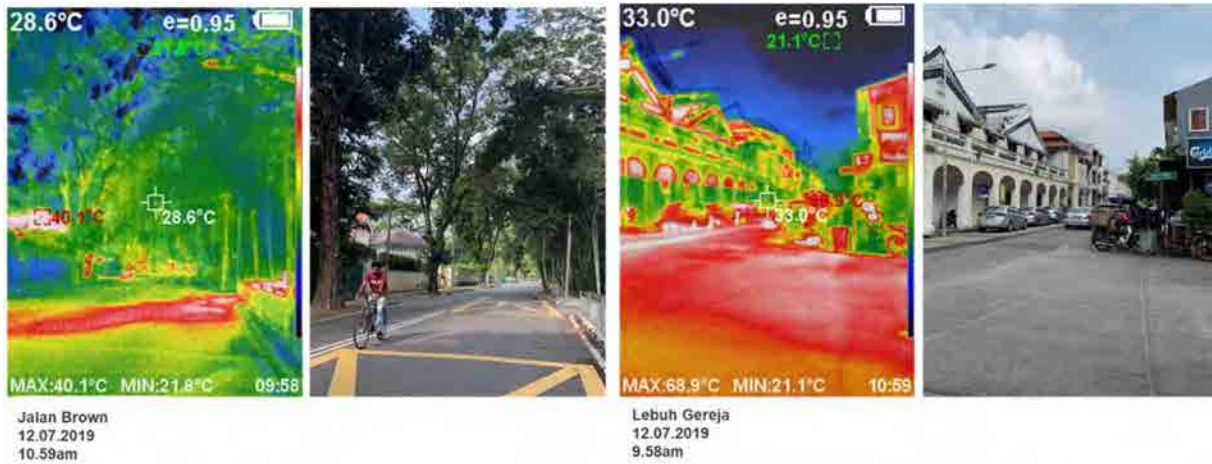 28.6°C e=0.95
40.1°C
28.6°C
MAX:40.1°C MIN:21.8°C 09:58
Jalan Brown
12.07.2019
10.59am
33.0°C e=0.95
21.1°C
33.0°C
MAX:68.9°C MIN:21.1°C 10:59
Lebuh Gereja
12.07.2019
9.58am